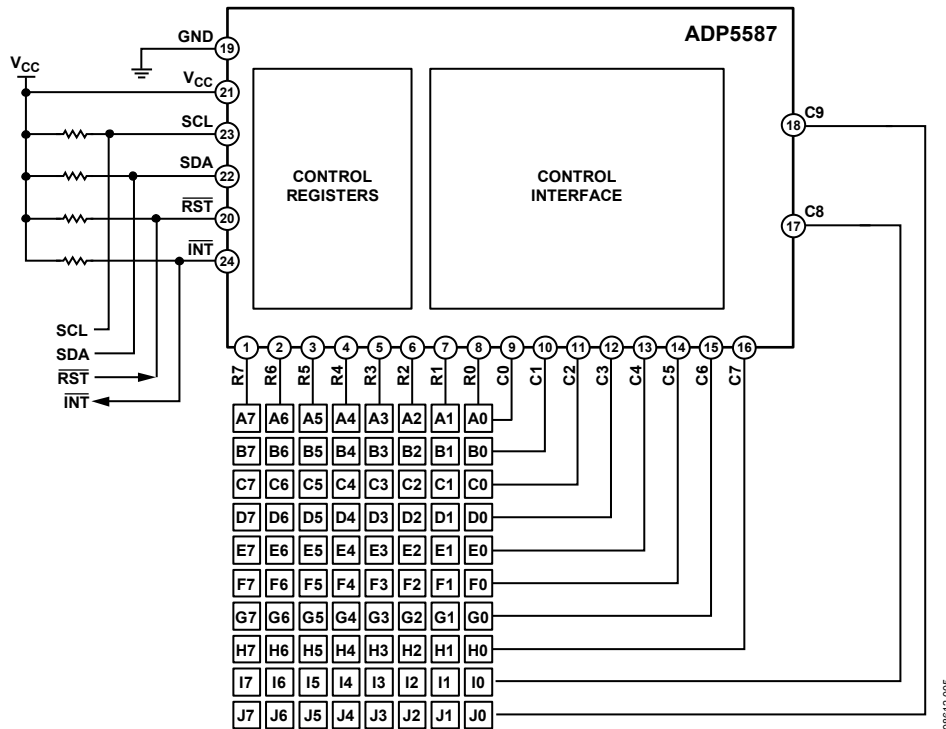 ADP5587
GND
19
VCC
VCC
21
SCL
23
SDA
22
RST
20
INT
24
CONTROL
REGISTERS
CONTROL
INTERFACE
C9
18
C8
17
SCL
SDA
RST
INT
1 2 3 4 5 6 7 8 9 10 11 12 13 14 15 16
R7 R6 R5 R4 R3 R2 R1 R0 C0 C1 C2 C3 C4 C5 C6 C7
A7 A6 A5 A4 A3 A2 A1 A0
B7 B6 B5 B4 B3 B2 B1 B0
C7 C6 C5 C4 C3 C2 C1 C0
D7 D6 D5 D4 D3 D2 D1 D0
E7 E6 E5 E4 E3 E2 E1 E0
F7 F6 F5 F4 F3 F2 F1 F0
G7 G6 G5 G4 G3 G2 G1 G0
H7 H6 H5 H4 H3 H2 H1 H0
I7 I6 I5 I4 I3 I2 I1 I0
J7 J6 J5 J4 J3 J2 J1 J0